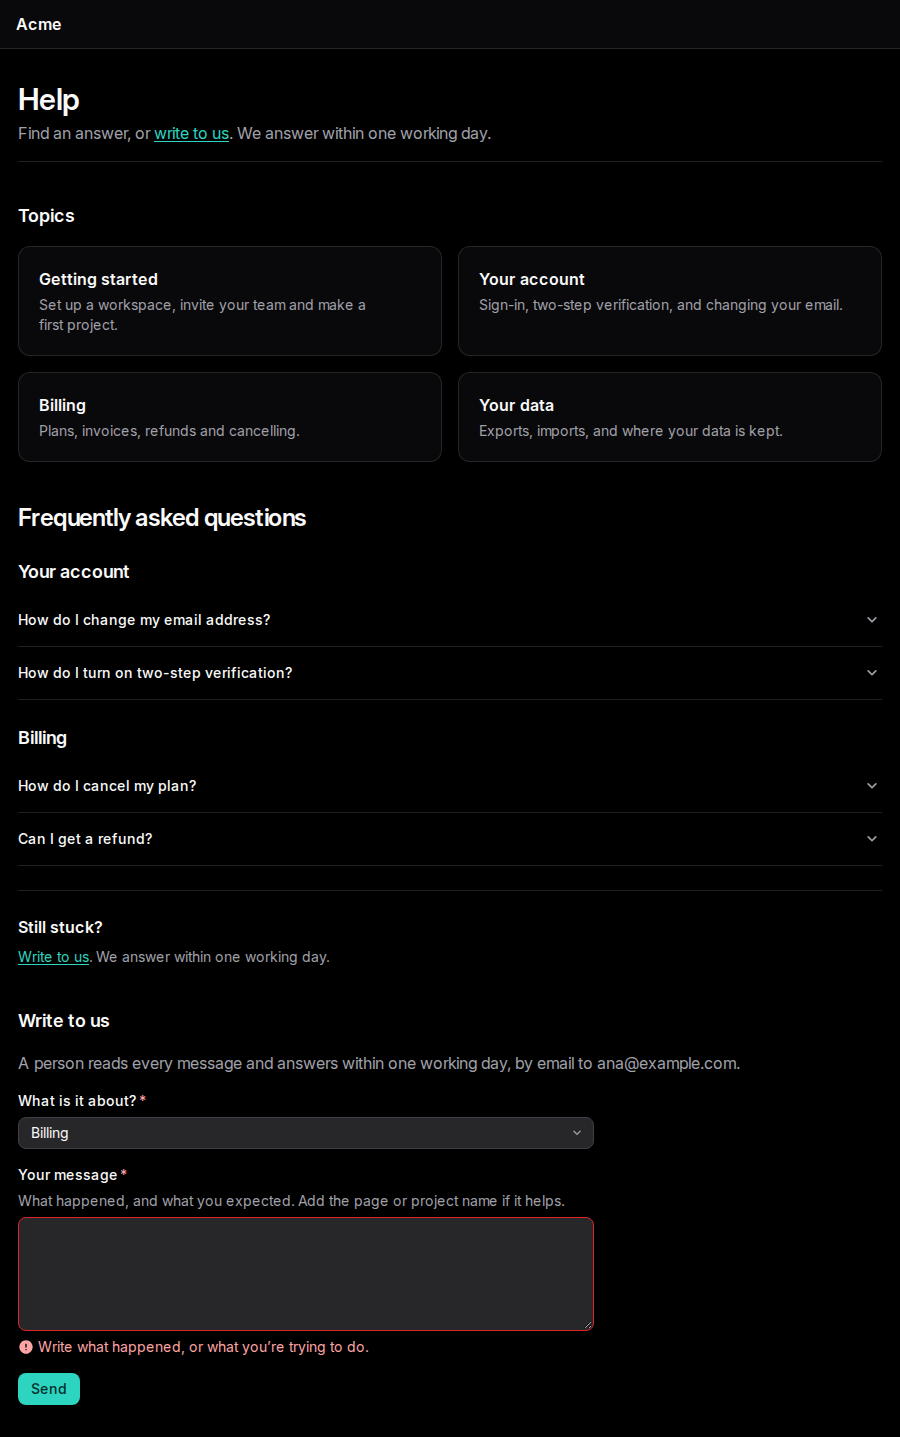 Acme
Help
Find an answer, or write to us. We answer within one working day.
Topics
Getting started
Set up a workspace, invite your team and make a
first project.
Your account
Sign-in, two-step verification, and changing your email.
Billing
Plans, invoices, refunds and cancelling.
Your data
Exports, imports, and where your data is kept.
Frequently asked questions
Your account
How do I change my email address?
How do I turn on two-step verification?
Billing
How do I cancel my plan?
Can I get a refund?
Still stuck?
Write to us. We answer within one working day.
Write to us
A person reads every message and answers within one working day, by email to ana@example.com.
What is it about? *
Billing
Your message *
What happened, and what you expected. Add the page or project name if it helps.
Write what happened, or what you’re trying to do.
Send